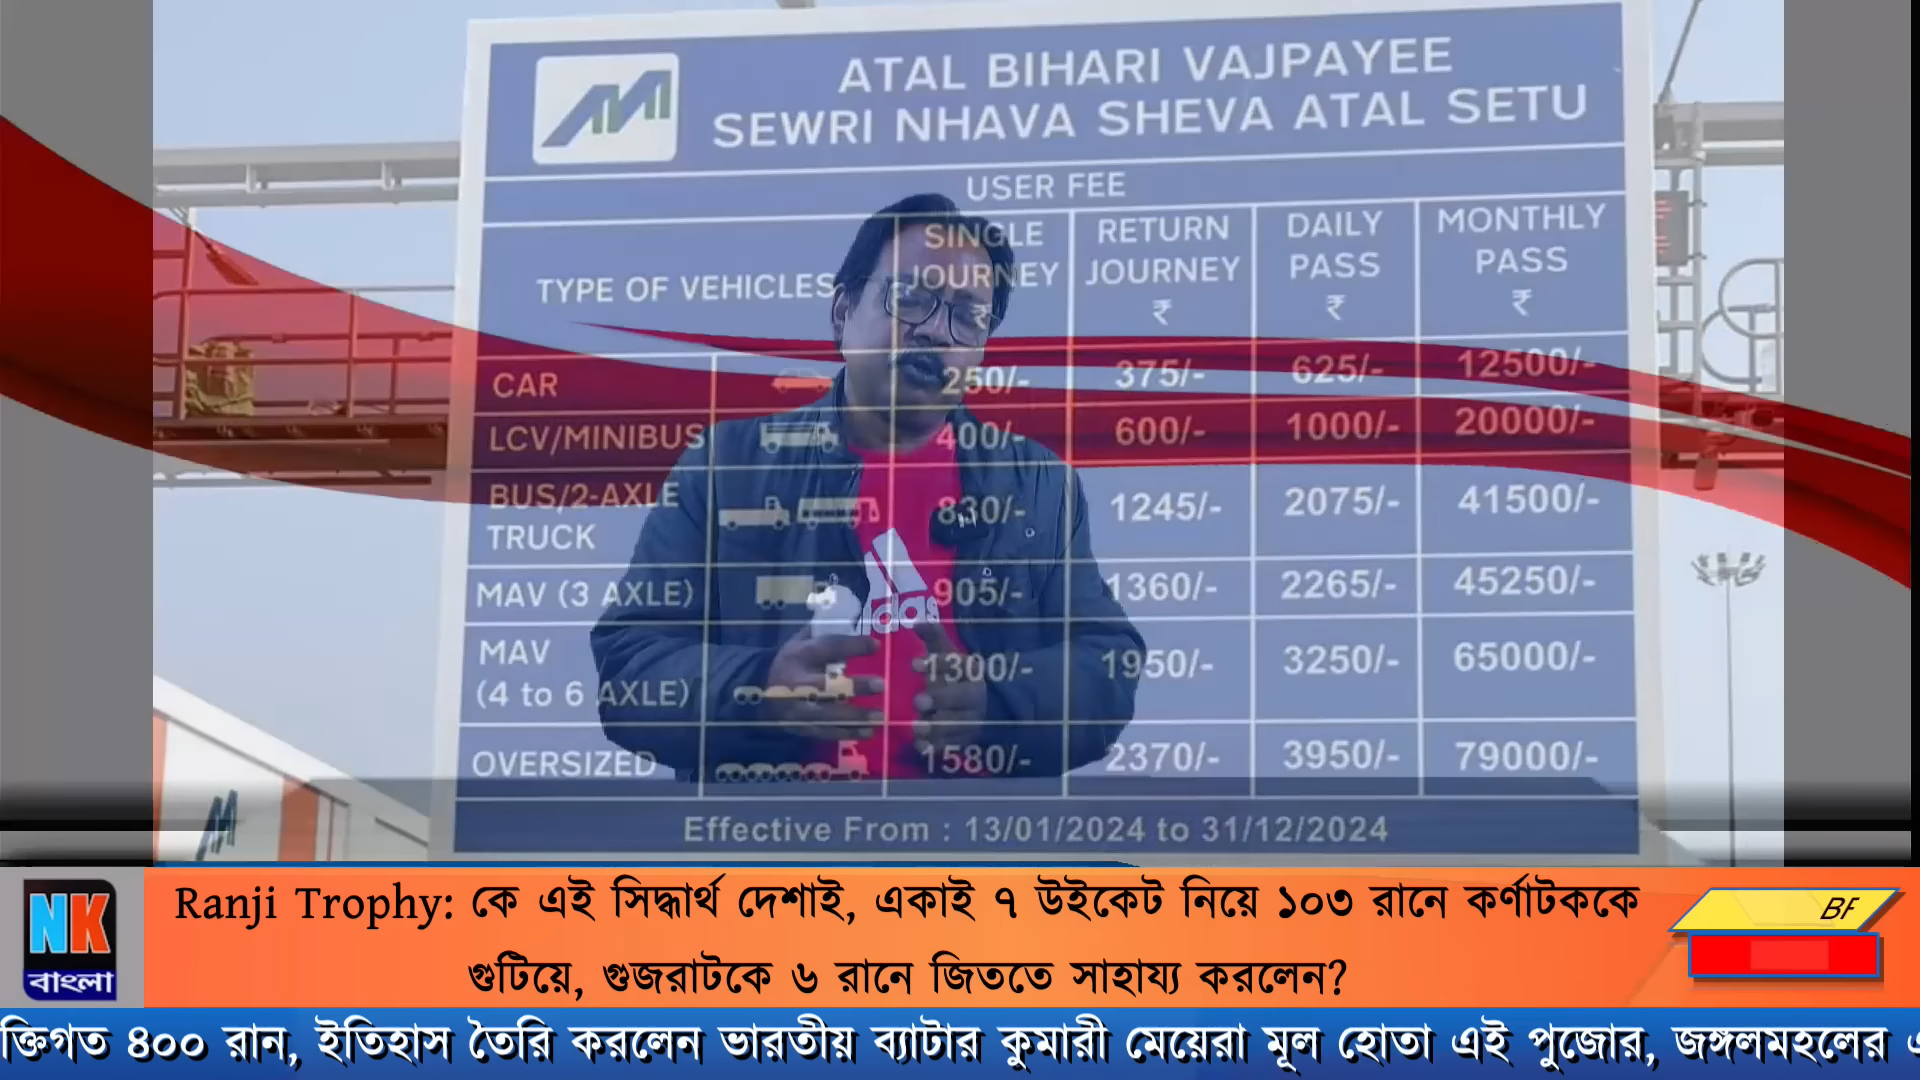 ATAL BIHARI VAJPAYEE
SEWRI NHAVA SHEVA ATAL SETU
USER FEE
TYPE OF VEHICLES SINGLE JOURNEY ₹ RETURN JOURNEY ₹ DAILY PASS ₹ MONTHLY PASS ₹
CAR 250/- 375/- 625/- 12500/-
LCV/MINIBUS 400/- 600/- 1000/- 20000/-
BUS/2-AXLE TRUCK 830/- 1245/- 2075/- 41500/-
MAV (3 AXLE) 905/- 1360/- 2265/- 45250/-
MAV (4 to 6 AXLE) 1300/- 1950/- 3250/- 65000/-
OVERSIZED 1580/- 2370/- 3950/- 79000/-
Effective From : 13/01/2024 to 31/12/2024
adidas
NK
বাংলা
Ranji Trophy: কে এই সিদ্ধার্থ দেশাই, একাই ৭ উইকেট নিয়ে ১০৩ রানে কর্ণাটককে
গুটিয়ে, গুজরাটকে ৬ রানে জিততে সাহায্য করলেন?
ক্তিগত ৪০০ রান, ইতিহাস তৈরি করলেন ভারতীয় ব্যাটার কুমারী মেয়েরা মূল হোতা এই পুজোর, জঙ্গলমহলের